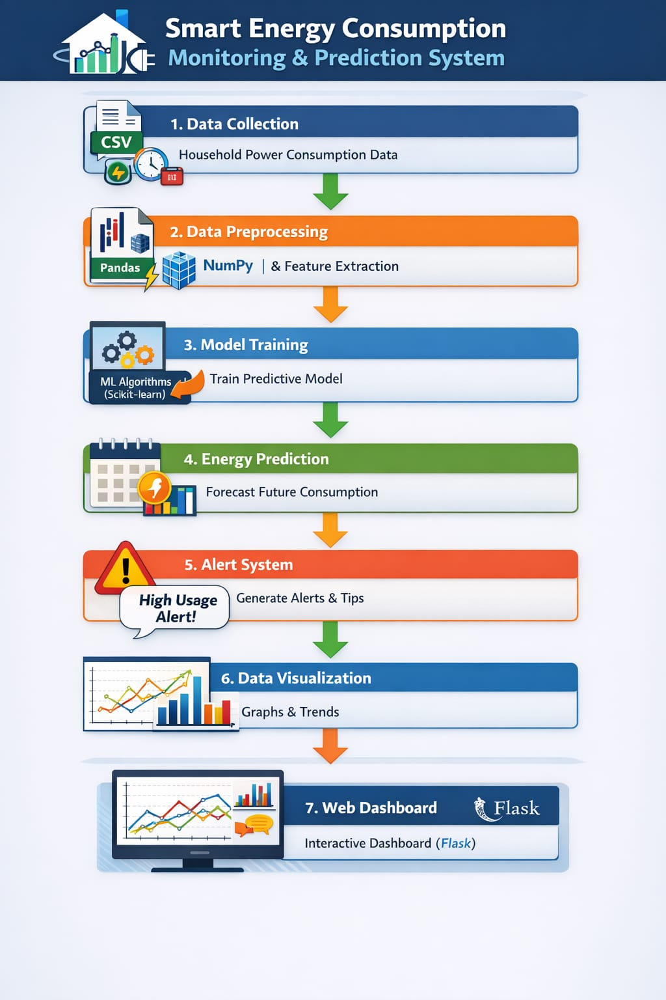 Smart Energy Consumption
Monitoring & Prediction System
1. Data Collection
CSV
Household Power Consumption Data
2. Data Preprocessing
Pandas
NumPy | & Feature Extraction
3. Model Training
ML Algorithms
(Scikit-learn)
Train Predictive Model
4. Energy Prediction
Forecast Future Consumption
5. Alert System
High Usage
Alert!
Generate Alerts & Tips
6. Data Visualization
Graphs & Trends
7. Web Dashboard
Flask
Interactive Dashboard (Flask)